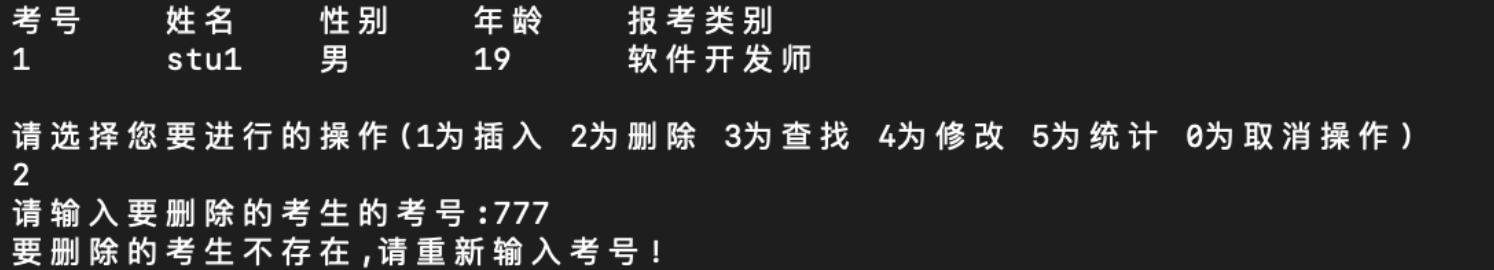 考号 姓名 性别 年龄 报考类别
1 stu1 男 19 软件开发师
请选择您要进行的操作(1为插入 2为删除 3为查找 4为修改 5为统计 0为取消操作)
2
请输入要删除的考生的考号:777
要删除的考生不存在,请重新输入考号!